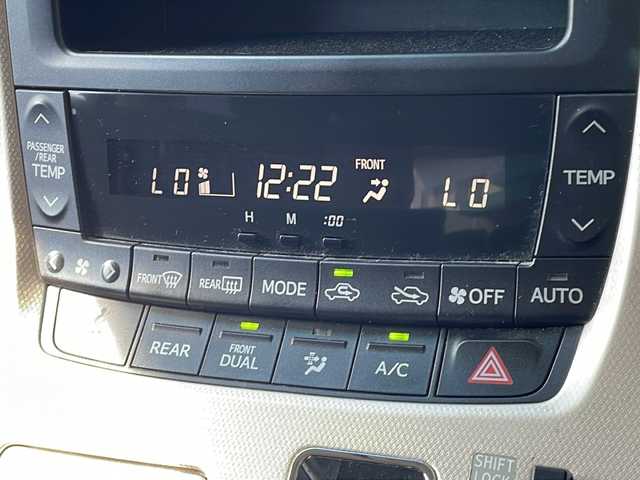 PASSENGER
/REAR
TEMP
LO 12:22 FRONT LO
H M :00
TEMP
FRONT REAR MODE OFF AUTO
REAR FRONT DUAL A/C
SHIFT
LOCK